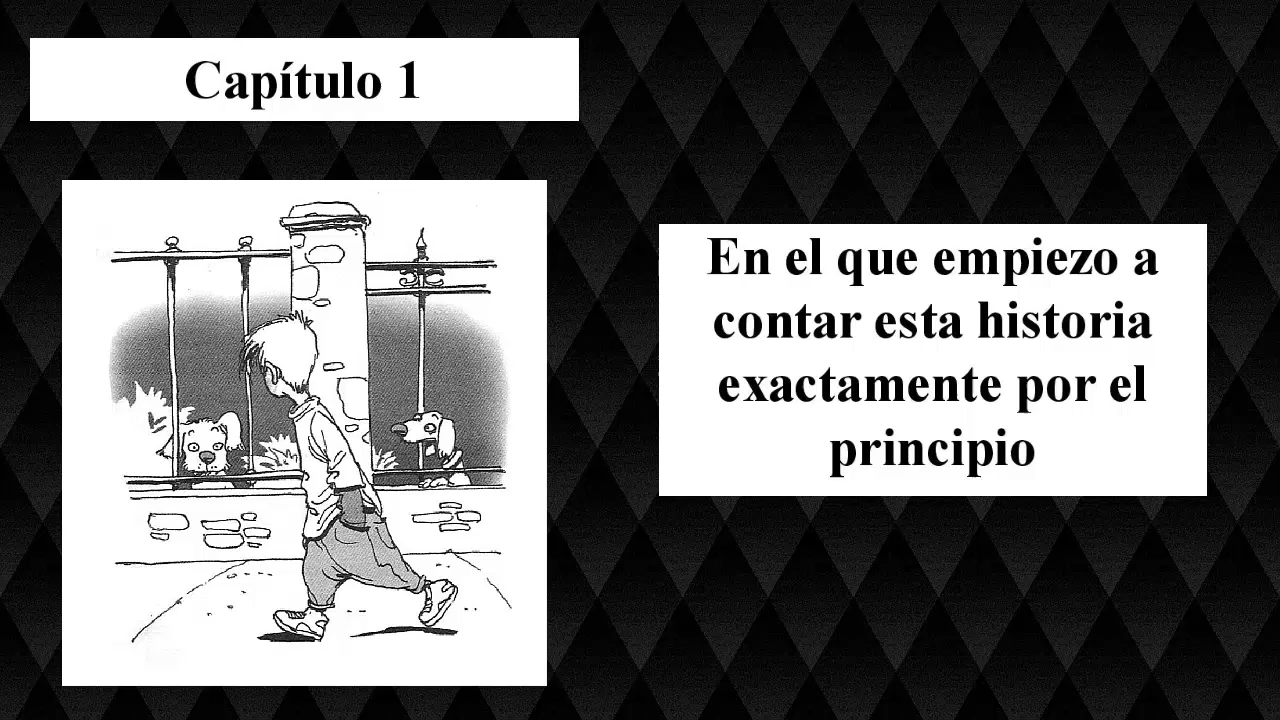 Capítulo 1
En el que empiezo a
contar esta historia
exactamente por el
principio